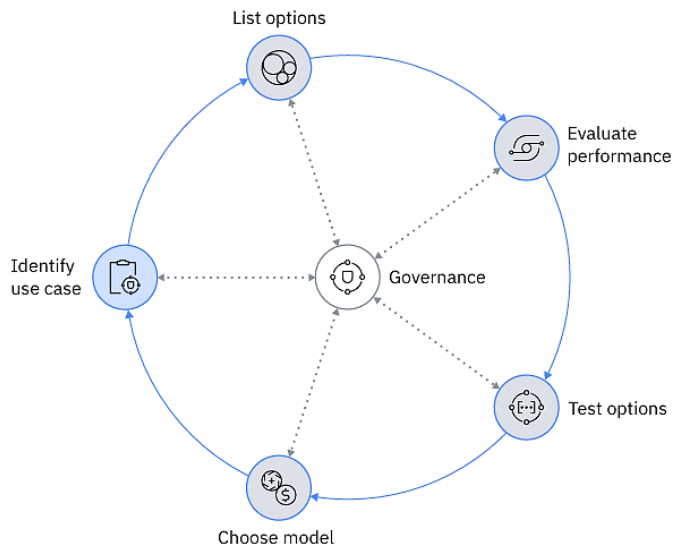 List options
Evaluate
performance
Identify
use case
Governance
Test options
$
Choose model